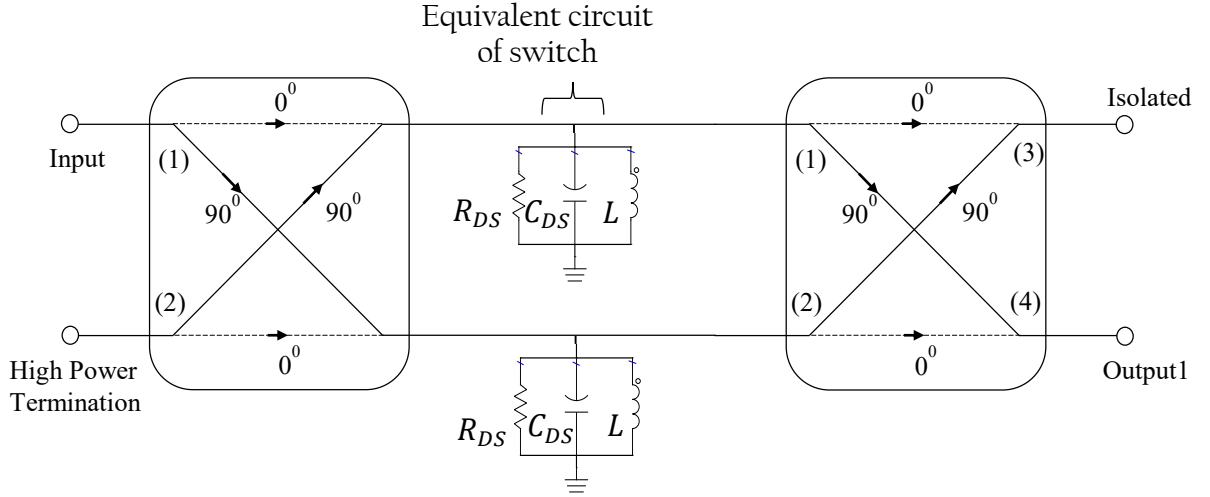 Equivalent circuit
of switch
0⁰
0⁰
Isolated
Input
(1)
(1)
(3)
90⁰
90⁰
90⁰
90⁰
R_DS
C_DS
L
(2)
(2)
(4)
High Power
Termination
0⁰
0⁰
Output1
R_DS
C_DS
L